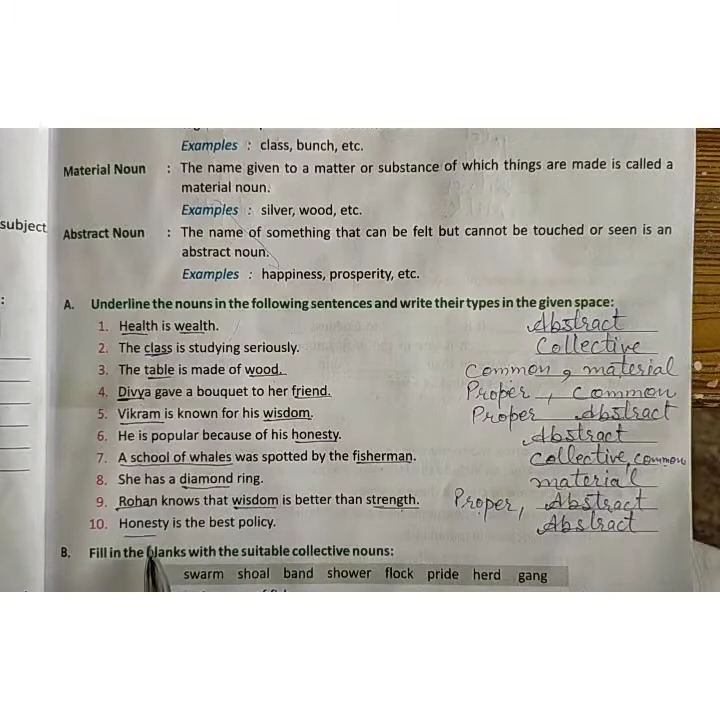 Examples : class, bunch, etc.
Material Noun : The name given to a matter or substance of which things are made is called a
material noun.
Examples : silver, wood, etc.
subject
Abstract Noun : The name of something that can be felt but cannot be touched or seen is an
abstract noun.
Examples : happiness, prosperity, etc.
:
A. Underline the nouns in the following sentences and write their types in the given space:
1. Health is wealth. Abstract
2. The class is studying seriously. Collective
3. The table is made of wood. Common, material
4. Divya gave a bouquet to her friend. Proper, Common
5. Vikram is known for his wisdom. Proper Abstract
6. He is popular because of his honesty. Abstract
7. A school of whales was spotted by the fisherman. Collective, common
8. She has a diamond ring. material
9. Rohan knows that wisdom is better than strength. Proper, Abstract
10. Honesty is the best policy. Abstract
B. Fill in the blanks with the suitable collective nouns:
swarm shoal band shower flock pride herd gang